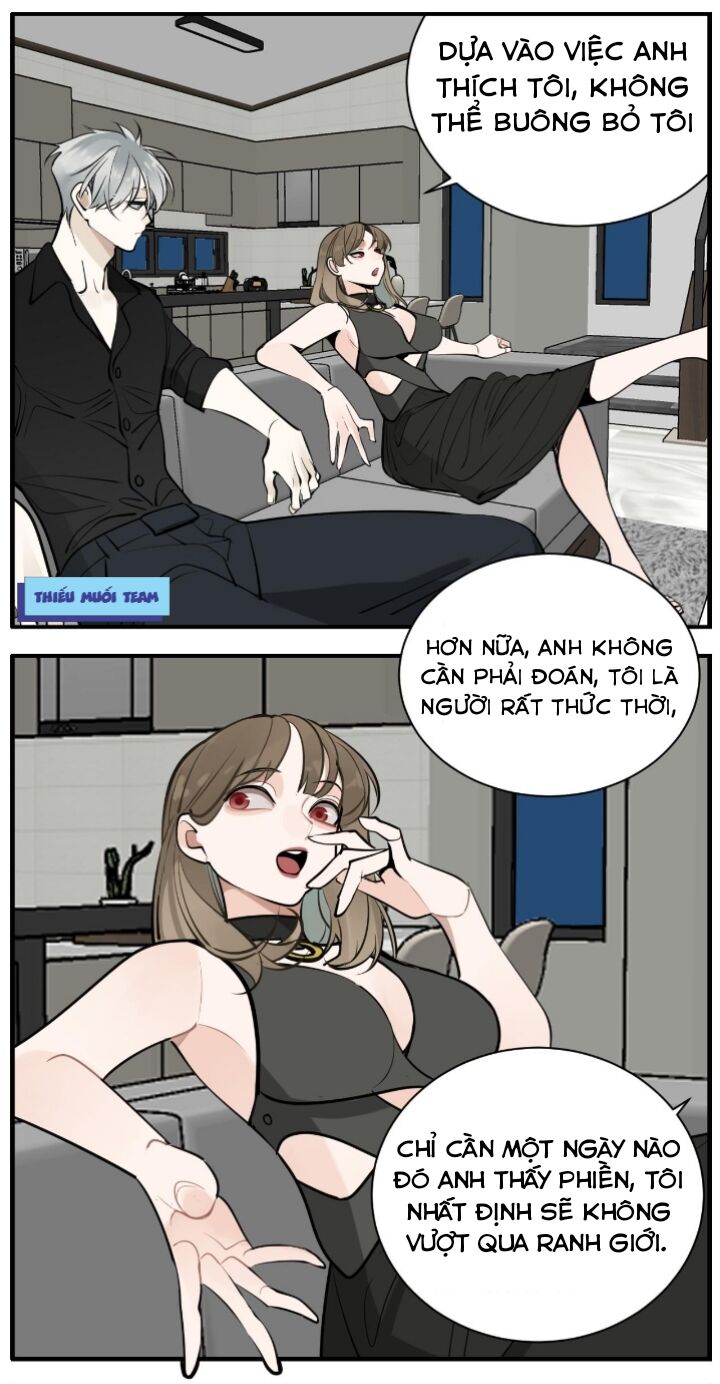 DỰA VÀO VIỆC ANH
THÍCH TÔI, KHÔNG
THỂ BUÔNG BỎ TÔI
THIẾU MUỐI TEAM
HƠN NỮA, ANH KHÔNG
CẦN PHẢI ĐOÁN, TÔI LÀ
NGƯỜI RẤT THỨC THỜI,
CHỈ CẦN MỘT NGÀY NÀO
ĐÓ ANH THẤY PHIỀN, TÔI
NHẤT ĐỊNH SẼ KHÔNG
VƯỢT QUA RANH GIỚI.